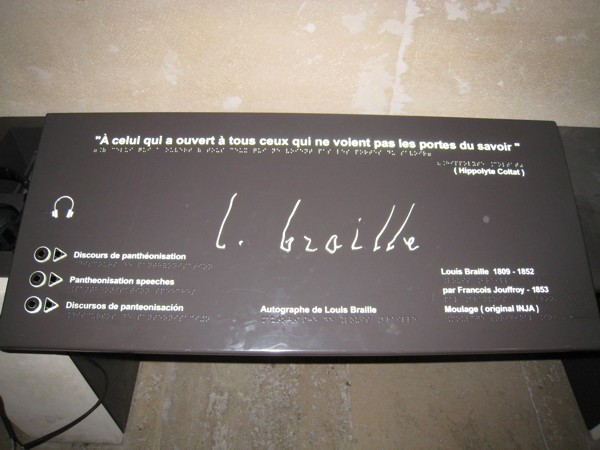 "À celui qui a ouvert à tous ceux qui ne voient pas les portes du savoir"
( Hippolyte Coltat )
L. Braille
Discours de panthéonisation
Pantheonisation speeches
Discursos de panteonisación
Autographe de Louis Braille
Louis Braille 1809 - 1852
par François Jouffroy - 1853
Moulage ( original INJA )